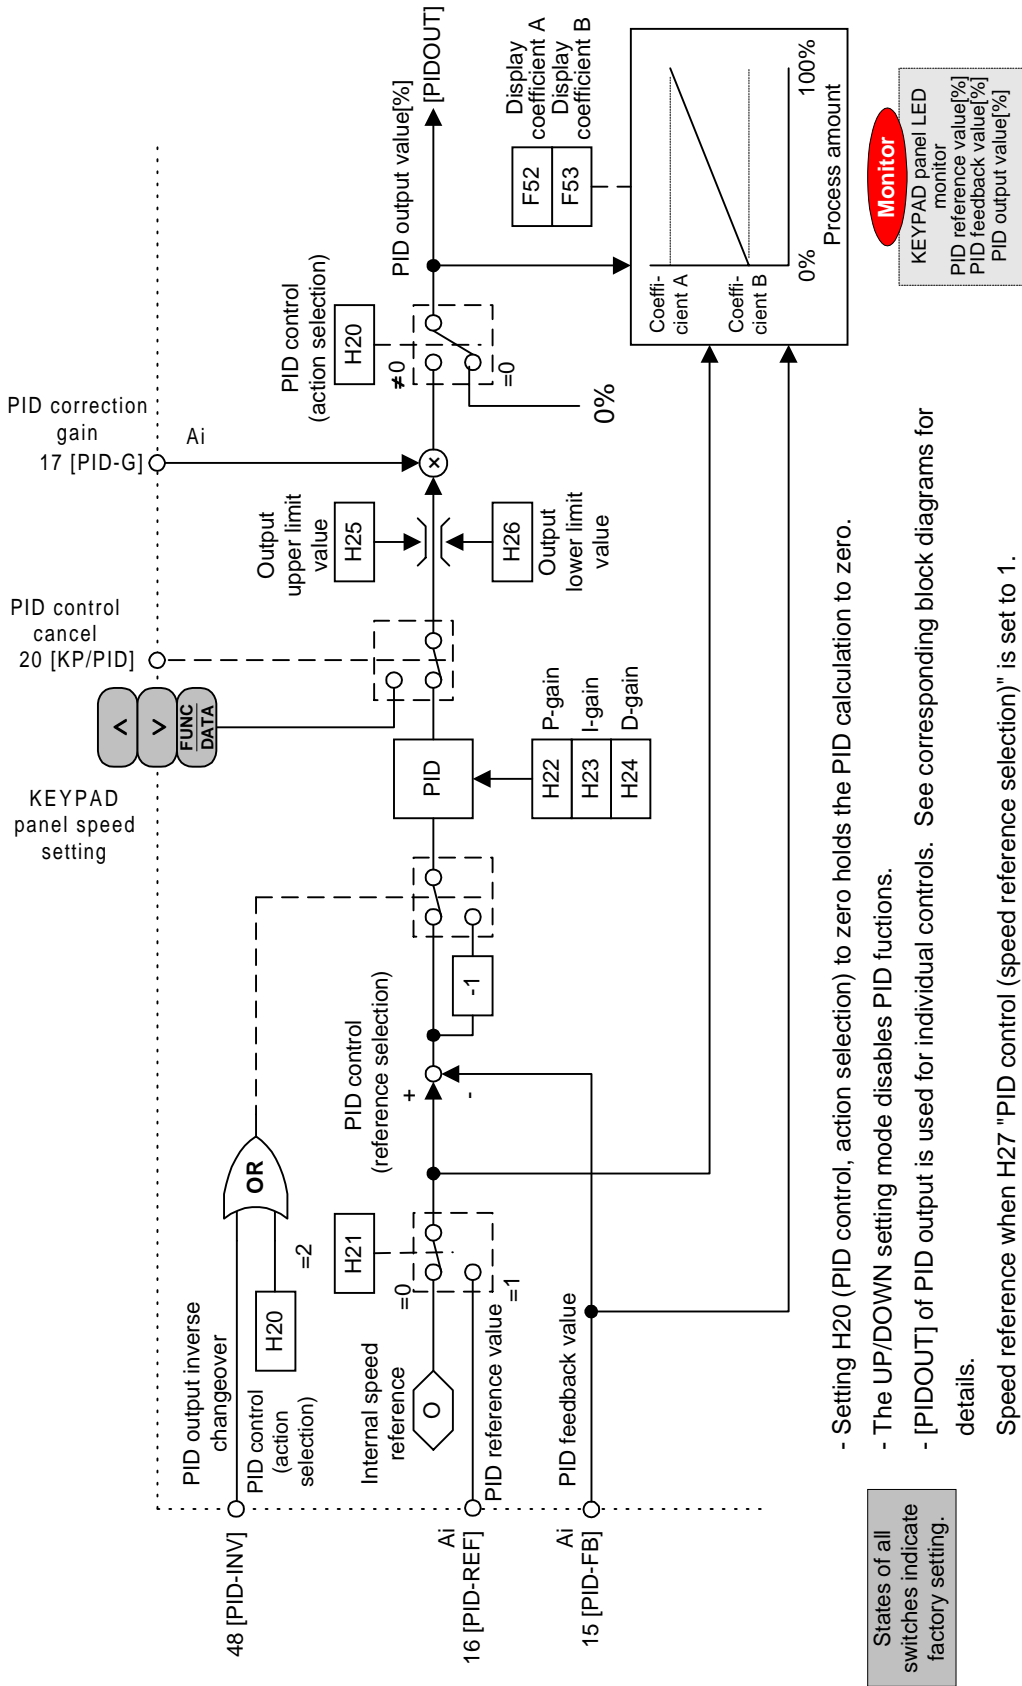 PID correction
gain
17 [PID-G]
Ai
PID control
cancel
20 [KP/PID]
KEYPAD
panel speed
setting
∧
∨
FUNC
DATA
48 [PID-INV]
PID output inverse
changeover
PID control
(action
selection)
H20
=2
OR
Internal speed
reference
O
Ai
16 [PID-REF]
PID reference value
=0
=1
H21
Ai
15 [PID-FB]
PID feedback value
PID control
(reference selection)
+
-
-1
PID
H22
H23
H24
P-gain
I-gain
D-gain
Output
upper limit
value
H25
H26
Output
lower limit
value
×
PID control
(action selection)
H20
≠0
=0
0%
PID output value[%]
[PIDOUT]
F52
F53
Display
coefficient A
Display
coefficient B
Coeffi-
cient A
Coeffi-
cient B
0%
100%
Process amount
Monitor
KEYPAD panel LED
monitor
PID reference value[%]
PID feedback value[%]
PID output value[%]
- Setting H20 (PID control, action selection) to zero holds the PID calculation to zero.
- The UP/DOWN setting mode disables PID fuctions.
- [PIDOUT] of PID output is used for individual controls. See corresponding block diagrams for
details.
Speed reference when H27 "PID control (speed reference selection)" is set to 1.
States of all
switches indicate
factory setting.